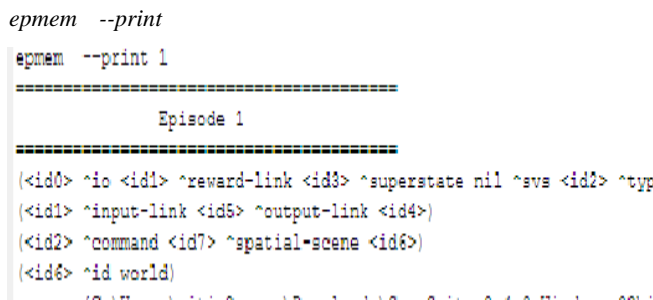 epmem --print
epmem --print 1
========================================
Episode 1
========================================
(<id0> ^io <id1> ^reward-link <id3> ^superstate nil ^svs <id2> ^typ
(<id1> ^input-link <id5> ^output-link <id4>)
(<id2> ^command <id7> ^spatial-scene <id6>)
(<id6> ^id world)